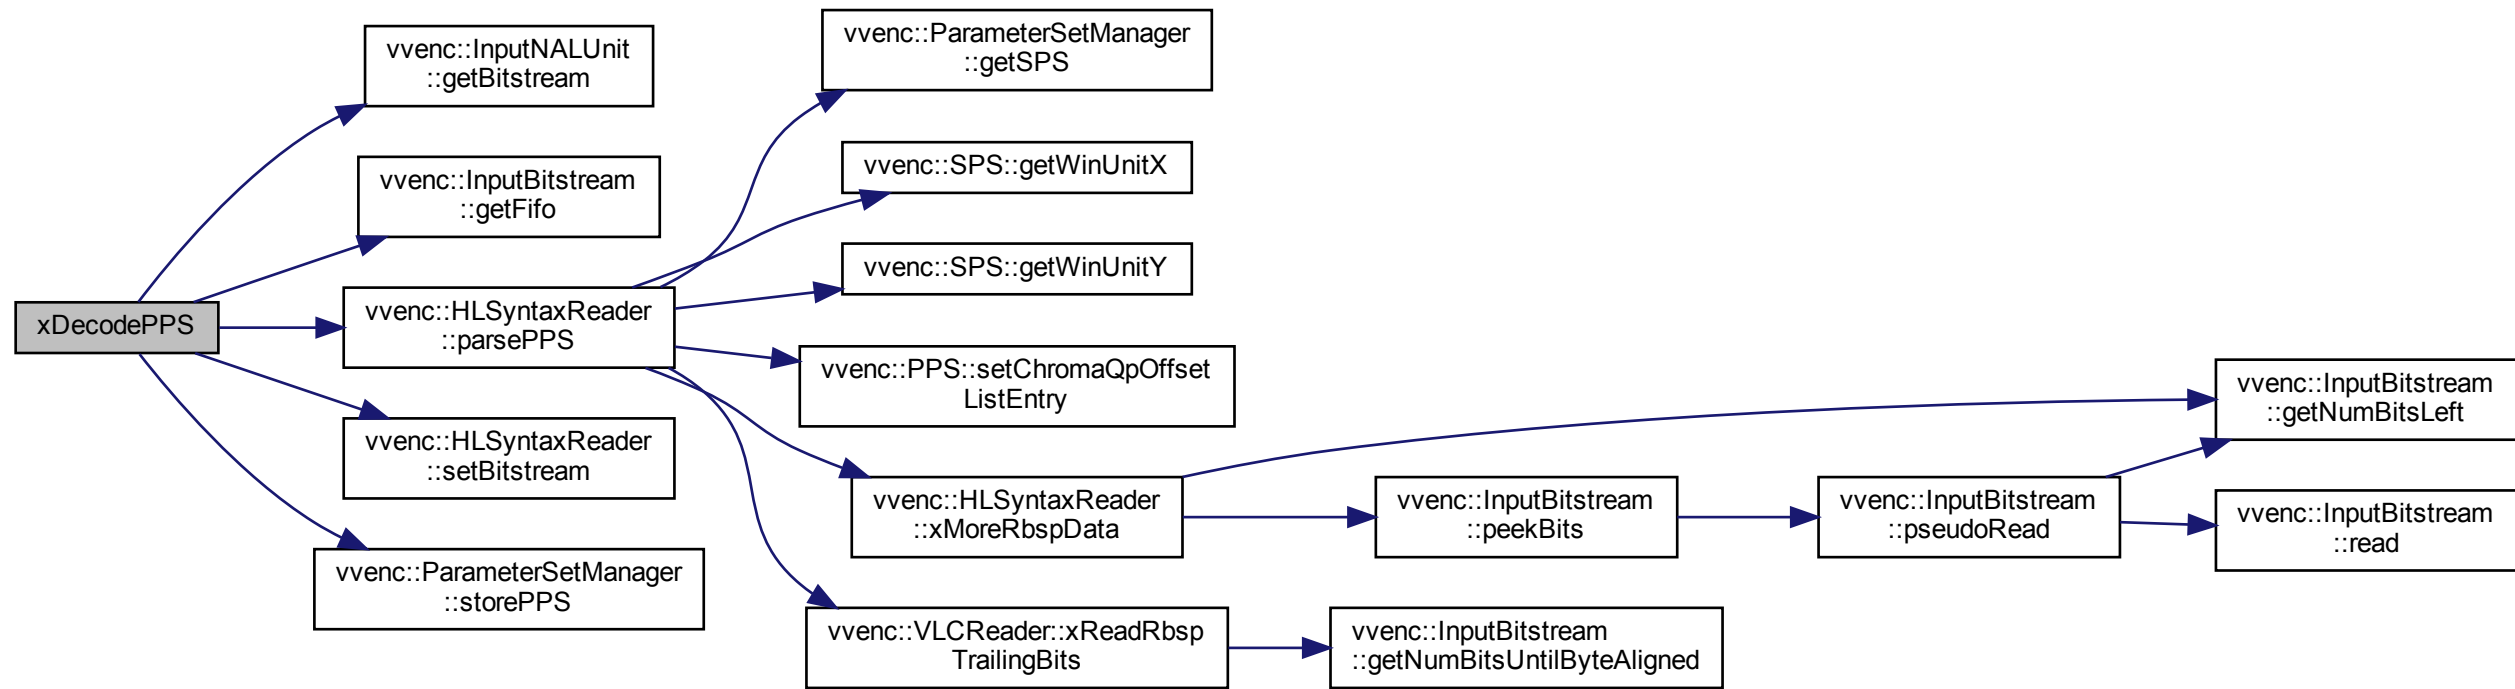 xDecodePPS
vvenc::InputNALUnit
::getBitstream
vvenc::InputBitstream
::getFifo
vvenc::HLSyntaxReader
::parsePPS
vvenc::HLSyntaxReader
::setBitstream
vvenc::ParameterSetManager
::storePPS
vvenc::ParameterSetManager
::getSPS
vvenc::SPS::getWinUnitX
vvenc::SPS::getWinUnitY
vvenc::PPS::setChromaQpOffset
ListEntry
vvenc::HLSyntaxReader
::xMoreRbspData
vvenc::VLCReader::xReadRbsp
TrailingBits
vvenc::InputBitstream
::peekBits
vvenc::InputBitstream
::getNumBitsUntilByteAligned
vvenc::InputBitstream
::pseudoRead
vvenc::InputBitstream
::getNumBitsLeft
vvenc::InputBitstream
::read